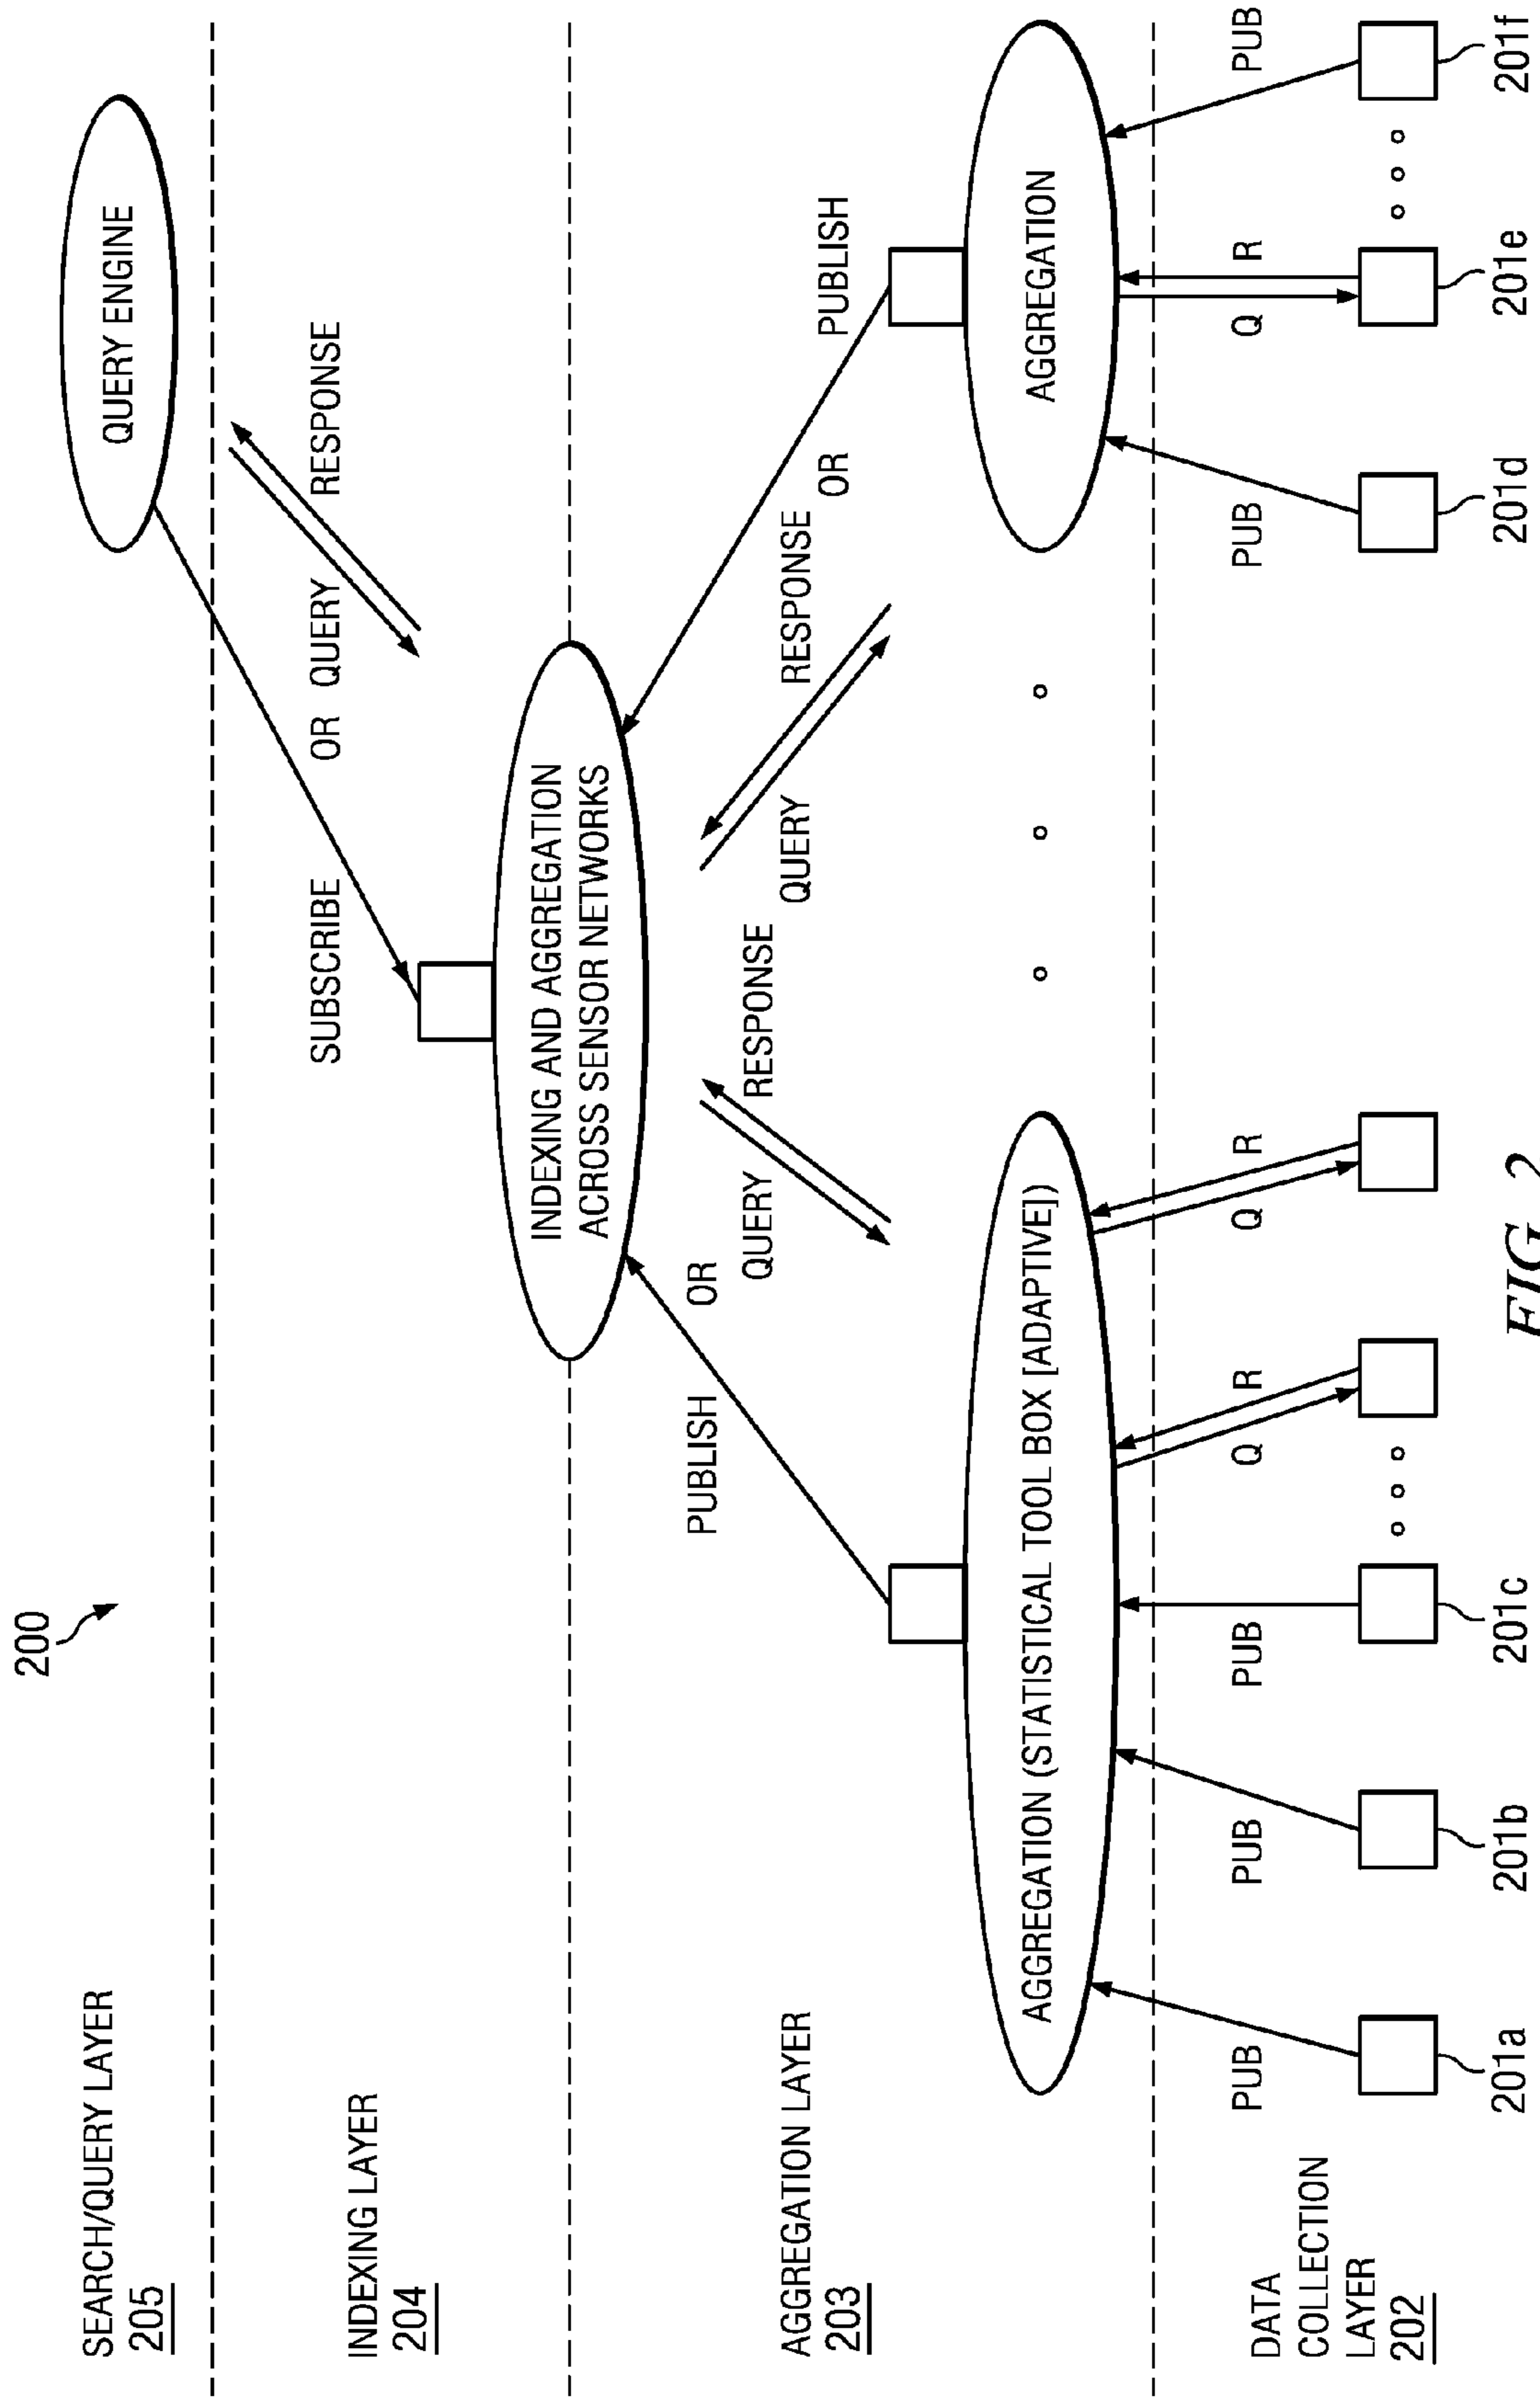 200
SEARCH/QUERY LAYER
205
QUERY ENGINE
INDEXING LAYER
204
SUBSCRIBE
OR
QUERY
RESPONSE
INDEXING AND AGGREGATION
ACROSS SENSOR NETWORKS
AGGREGATION LAYER
203
PUBLISH
OR
QUERY
RESPONSE
QUERY
RESPONSE
OR
PUBLISH
AGGREGATION (STATISTICAL TOOL BOX [ADAPTIVE])
AGGREGATION
DATA
COLLECTION
LAYER
202
PUB
PUB
PUB
Q
R
Q
R
PUB
Q
R
PUB
201a
201b
201c
201d
201e
201f
FIG. 2